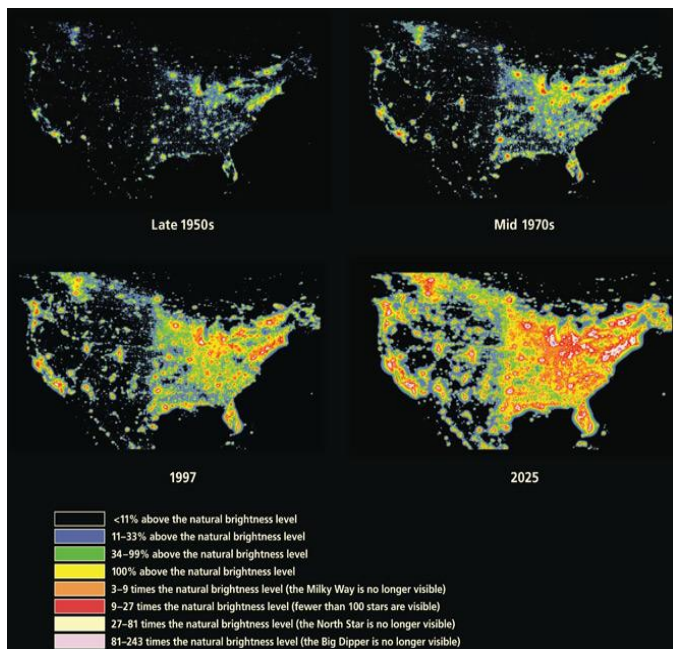 Late 1950s
Mid 1970s
1997
2025
<11% above the natural brightness level
11–33% above the natural brightness level
34–99% above the natural brightness level
100% above the natural brightness level
3–9 times the natural brightness level (the Milky Way is no longer visible)
9–27 times the natural brightness level (fewer than 100 stars are visible)
27–81 times the natural brightness level (the North Star is no longer visible)
81–243 times the natural brightness level (the Big Dipper is no longer visible)